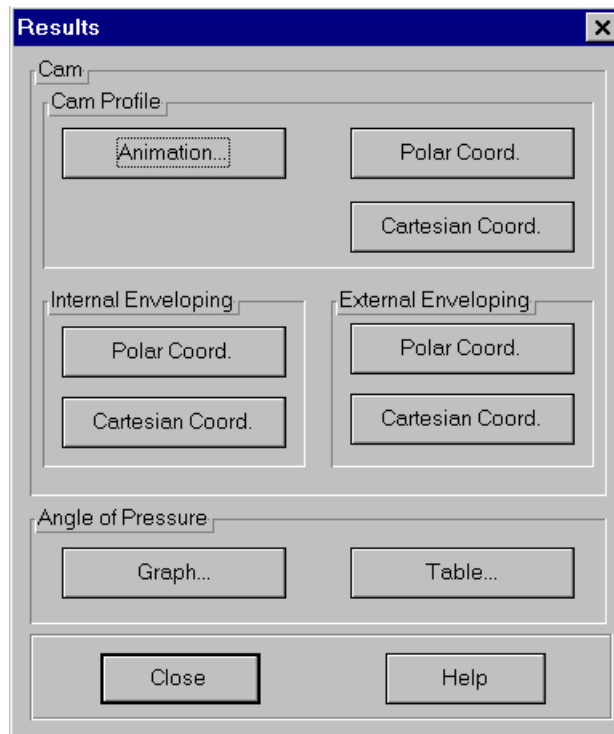 Results
Cam
Cam Profile
Animation...
Polar Coord.
Cartesian Coord.
Internal Enveloping
Polar Coord.
Cartesian Coord.
External Enveloping
Polar Coord.
Cartesian Coord.
Angle of Pressure
Graph...
Table...
Close
Help